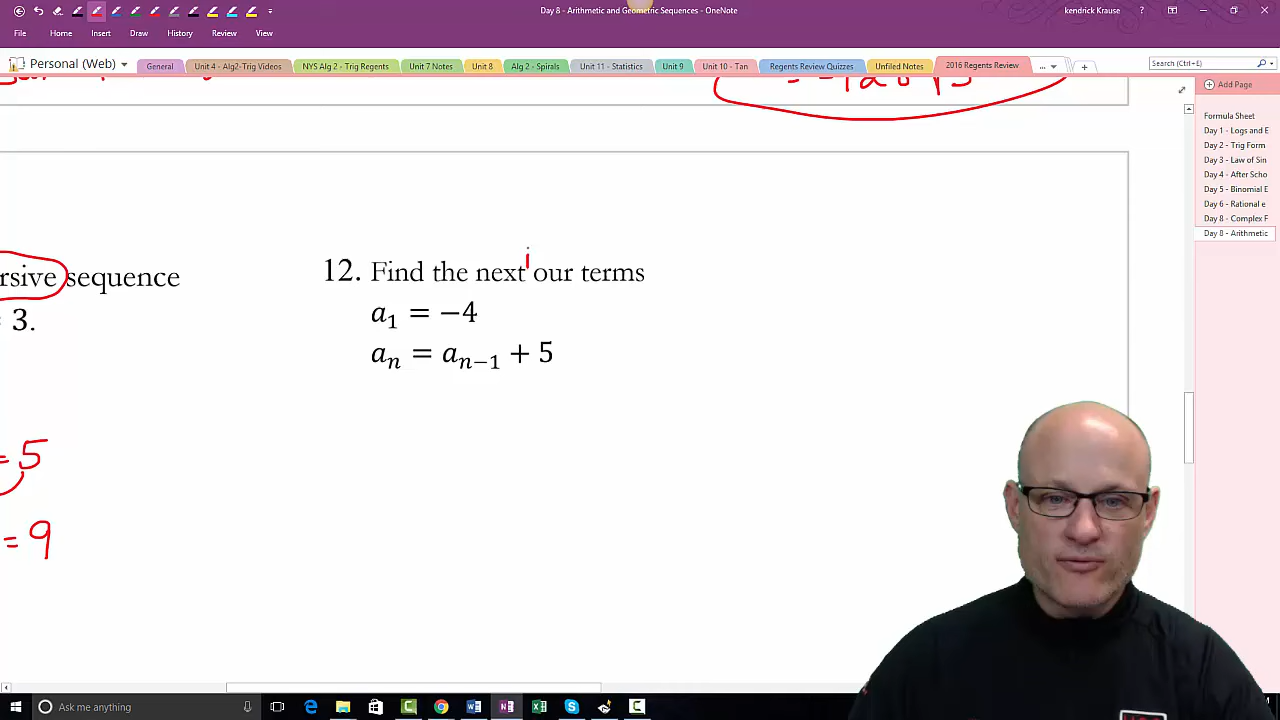 Day 8 - Arithmetic and Geometric Sequences - OneNote
kendrick Krause
File Home Insert Draw History Review View
Personal (Web)
General
Unit 4 - Alg2-Trig Videos
NYS Alg 2 - Trig Regents
Unit 7 Notes
Unit 8
Alg 2 - Spirals
Unit 11 - Statistics
Unit 9
Unit 10 - Tan
Regents Review Quizzes
Unfiled Notes
2016 Regents Review
...
Search (Ctrl+E)
Add Page
Formula Sheet
Day 1 - Logs and E
Day 2 - Trig Form
Day 3 - Law of Sin
Day 4 - After Scho
Day 5 - Binomial E
Day 6 - Rational e
Day 8 - Complex F
Day 8 - Arithmetic
rsive sequence
3.
= 5
= 9
12. Find the next our terms
a₁ = −4
aₙ = aₙ₋₁ + 5
Ask me anything